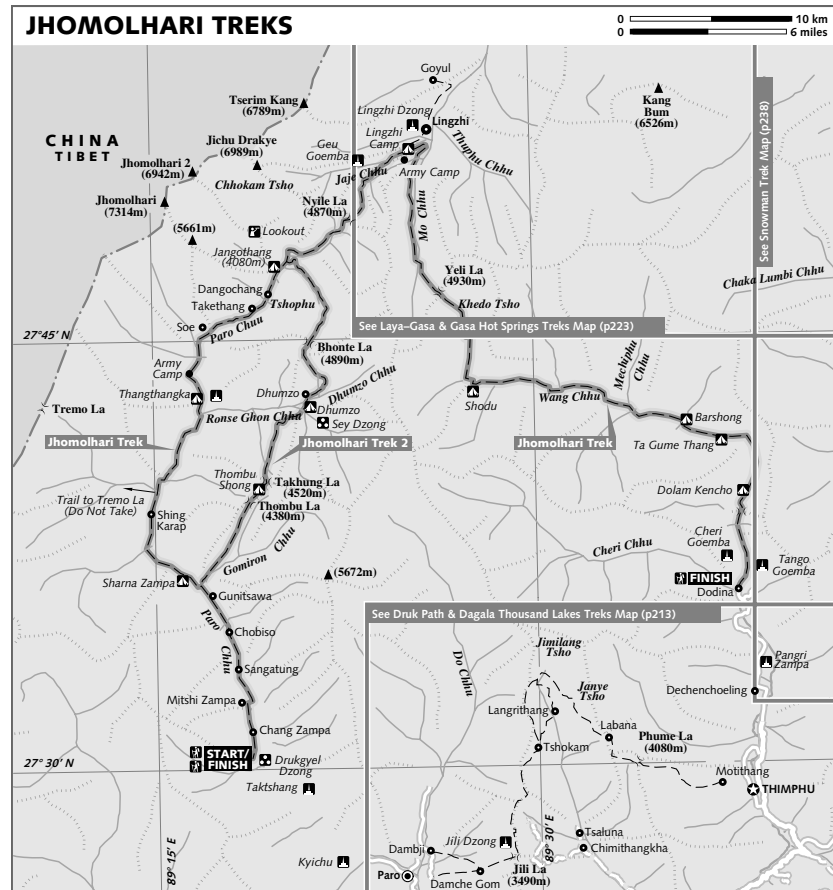 JHOMOLHARI TREKS
0 10 km
0 6 miles
Goyul
Tserim Kang
(6789m)
Kang
Bum
(6526m)
Lingzhi Dzong
Lingzhi
CHINA
TIBET
Jichu Drakye
(6989m)
Geu
Goemba
Lingzhi
Camp
Thuphu Chhu
See Snowman Trek Map (p238)
Jhomolhari 2
(6942m)
Chhokam Tsho
Jaje Chhu
Army Camp
Jhomolhari
(7314m)
Nyile La
(4870m)
Mo Chhu
(5661m)
Lookout
Jangothang
(4080m)
Yeli La
(4930m)
Chaka Lumbi Chhu
Dangochang
Takethang
Tshophu
Khedo Tsho
Soe
Paro Chuu
See Laya–Gasa & Gasa Hot Springs Treks Map (p223)
27°45' N
Bhonte La
(4890m)
Mechiphu
Chhu
Army
Camp
Thangthangka
Dhumzo
Dhumzo Chhu
Shodu
Wang Chhu
Tremo La
Ronse Ghon Chhu
Dhumzo
Sey Dzong
Barshong
Jhomolhari Trek
Jhomolhari Trek 2
Jhomolhari Trek
Ta Gume Thang
Thombu
Shong
Takhung La
(4520m)
Thombu La
(4380m)
Dolam Kencho
Trail to Tremo La
(Do Not Take)
Shing
Karap
Gomiron Chhu
Cheri Chhu
Cheri
Goemba
Tango
Goemba
Sharna Zampa
(5672m)
FINISH
Dodina
Gunitsawa
Paro Chhu
See Druk Path & Dagala Thousand Lakes Treks Map (p213)
Chobiso
Jimilang
Tsho
Do Chhu
Pangri
Zampa
Sangatung
Janye
Tsho
Dechencholing
Mitshi Zampa
Langrithang
Labana
Chang Zampa
Phume La
(4080m)
START/
FINISH
Drukgyel
Dzong
Tshokam
27°30' N
Motithang
Taktshang
THIMPHU
89°15' E
89°30' E
Tsaluna
Dambji
Jili Dzong
Chimithangkha
Kyichu
Paro
Damche Gom
Jili La
(3490m)